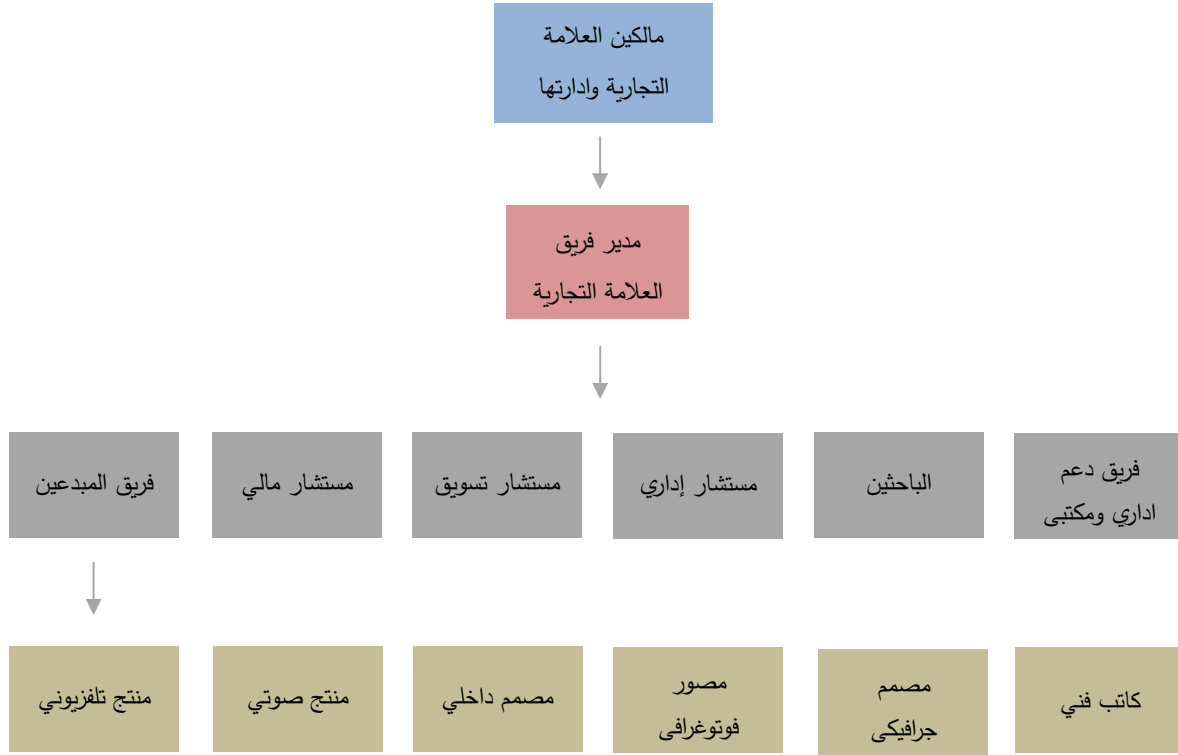 مالكين العلامة
التجارية وادارتها
مدير فريق
العلامة التجارية
فريق دعم
اداري ومكتبى
الباحثين
مستشار إداري
مستشار تسويق
مستشار مالي
فريق المبدعين
كاتب فني
مصمم
جرافيكى
مصور
فوتوغرافى
مصمم داخلي
منتج صوتي
منتج تلفزيوني